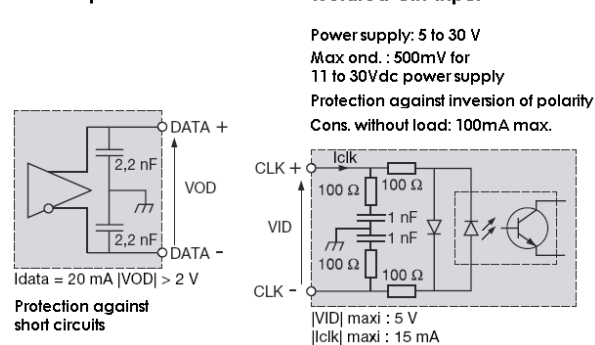 Power supply: 5 to 30 V
Max ond. : 500mV for
11 to 30Vdc power supply
Protection against inversion of polarity
Cons. without load: 100mA max.
DATA +
2,2 nF
VOD
2,2 nF
DATA -
Idata = 20 mA |VOD| > 2 V
Protection against
short circuits
CLK +
Iclk
100 Ω
100 Ω
1 nF
VID
1 nF
100 Ω
100 Ω
CLK -
|VID| maxi : 5 V
|Iclk| maxi : 15 mA